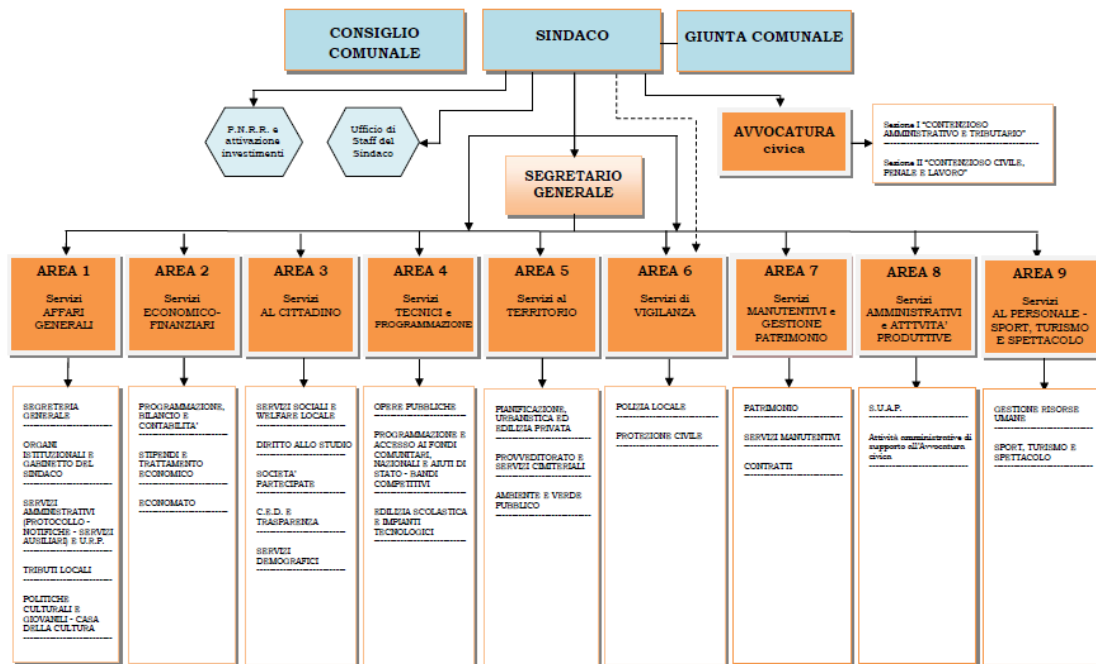 CONSIGLIO
COMUNALE
SINDACO
GIUNTA COMUNALE
P.N.R.R. e
attivazione
investimenti
Ufficio di
Staff del
Sindaco
AVVOCATURA
civica
Sezione I "CONTENZIOSO
AMMINISTRATIVO E TRIBUTARIO"
Sezione II "CONTENZIOSO CIVILE,
PENALE E LAVORO"
SEGRETARIO
GENERALE
AREA 1
Servizi
AFFARI
GENERALI
AREA 2
Servizi
ECONOMICO-
FINANZIARI
AREA 3
Servizi
AL CITTADINO
AREA 4
Servizi
TECNICI e
PROGRAMMAZIONE
AREA 5
Servizi al
TERRITORIO
AREA 6
Servizi di
VIGILANZA
AREA 7
Servizi
MANUTENTIVI e
GESTIONE
PATRIMONIO
AREA 8
Servizi
AMMINISTRATIVI
e ATTIVITA'
PRODUTTIVE
AREA 9
Servizi
AL PERSONALE -
SPORT, TURISMO
E SPETTACOLO
SEGRETERIA
GENERALE
ORGANI
ISTITUZIONALI E
GABINETTO DEL
SINDACO
SERVIZI
AMMINISTRATIVI
(PROTOCOLLO -
NOTIFICHE - SERVIZI
AUSILIARI) E U.R.P.
TRIBUTI LOCALI
POLITICHE
CULTURALI E
GIOVANILI - CASA
DELLA CULTURA
PROGRAMMAZIONE,
BILANCIO E
CONTABILITA'
STIPENDI E
TRATTAMENTO
ECONOMICO
ECONOMATO
SERVIZI SOCIALI E
WELFARE LOCALE
DIRITTO ALLO STUDIO
SOCIETA'
PARTECIPATE
C.E.D. E
TRASPARENZA
SERVIZI
DEMOGRAFICI
OPERE PUBBLICHE
PROGRAMMAZIONE E
ACCESSO AI FONDI
COMUNITARI,
NAZIONALI E AIUTI DI
STATO - BANDI
COMPETITIVI
EDILIZIA SCOLASTICA
E IMPIANTI
TECNOLOGICI
PIANIFICAZIONE,
URBANISTICA ED
EDILIZIA PRIVATA
PROVVEDITORATO E
SERVIZI CIMITERIALI
AMBIENTE E VERDE
PUBBLICO
POLIZIA LOCALE
PROTEZIONE CIVILE
PATRIMONIO
SERVIZI MANUTENTIVI
CONTRATTI
S.U.A.P.
Attività amministrative di
supporto all'Avvocatura
civica
GESTIONE RISORSE
UMANE
SPORT, TURISMO E
SPETTACOLO